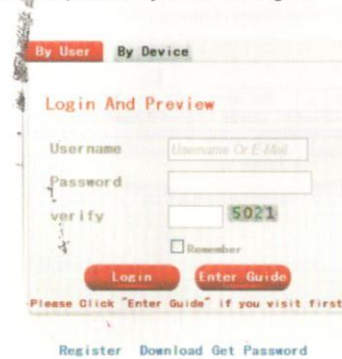 By User By Device
Login And Preview
Username Username Or E-Mail
Password
verify 5021
Remember
Login Enter Guide
Please Click "Enter Guide" if you visit first
Register Download Get Password